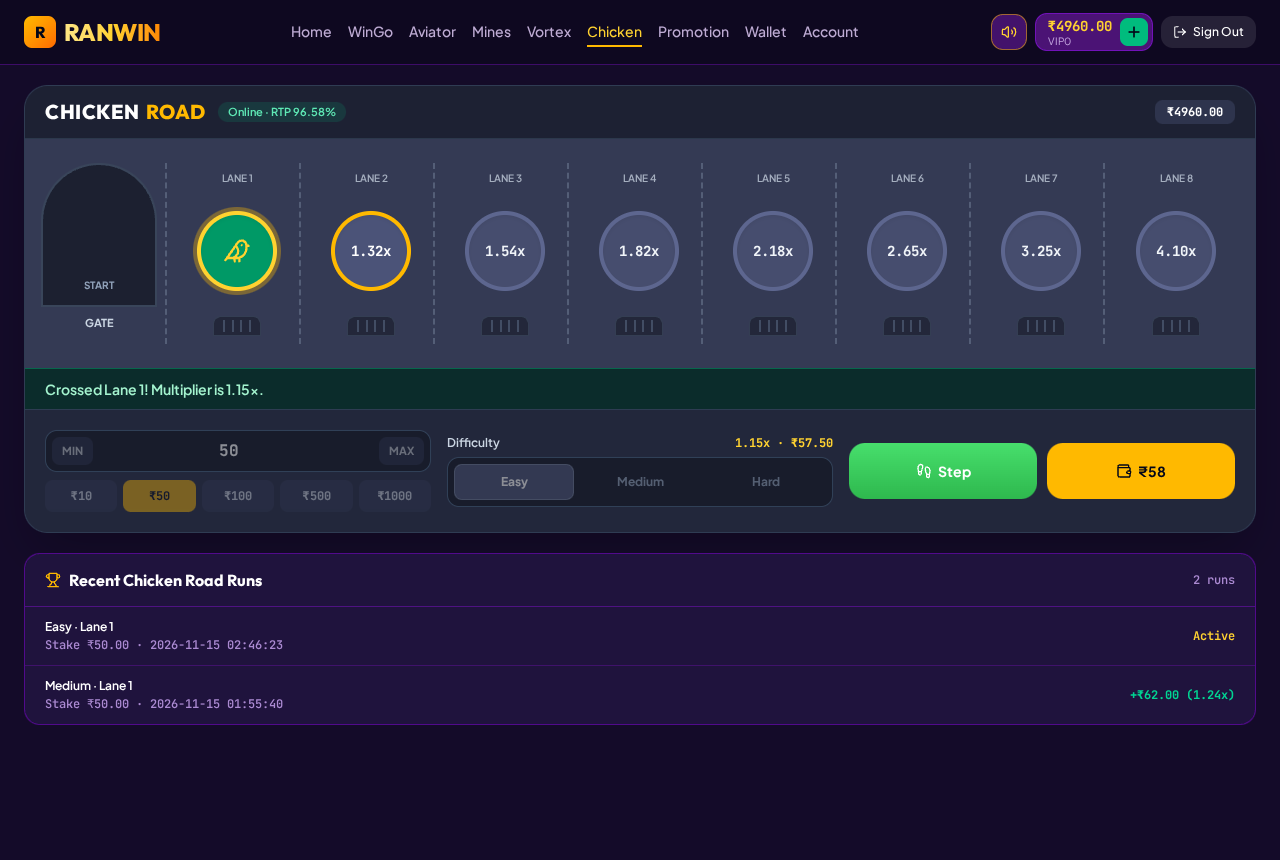 R RANWIN Home WinGo Aviator Mines Vortex Chicken Promotion Wallet Account ₹4960.00 VIP0 Sign Out
CHICKEN ROAD Online · RTP 96.58% ₹4960.00
LANE 1 LANE 2 LANE 3 LANE 4 LANE 5 LANE 6 LANE 7 LANE 8
1.32x 1.54x 1.82x 2.18x 2.65x 3.25x 4.10x
START
GATE
Crossed Lane 1! Multiplier is 1.15×.
MIN 50 MAX
₹10 ₹50 ₹100 ₹500 ₹1000
Difficulty 1.15x · ₹57.50
Easy Medium Hard
Step ₹58
Recent Chicken Road Runs 2 runs
Easy · Lane 1
Stake ₹50.00 · 2026-11-15 02:46:23 Active
Medium · Lane 1
Stake ₹50.00 · 2026-11-15 01:55:40 +₹62.00 (1.24x)